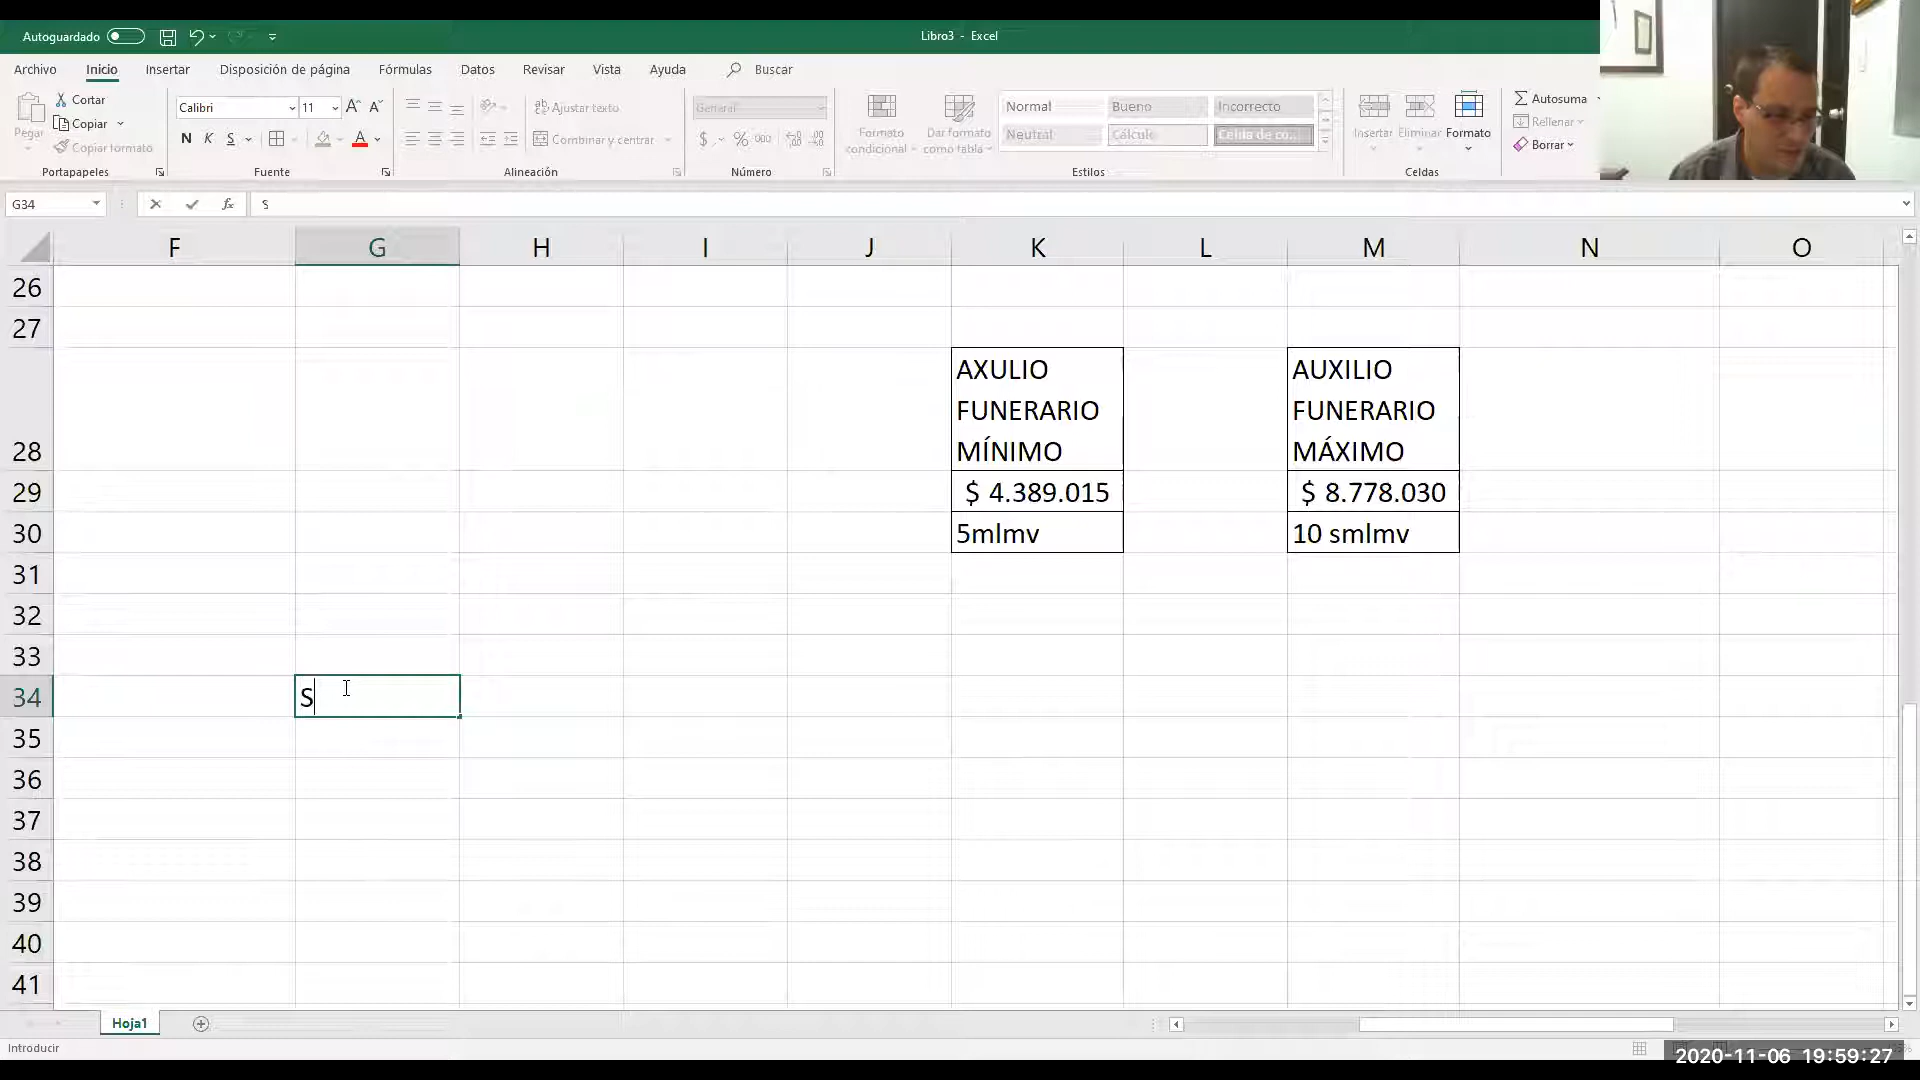 Autoguardado
Libro3 - Excel
Archivo Inicio Insertar Disposición de página Fórmulas Datos Revisar Vista Ayuda Buscar
Pegar
Cortar
Copiar
Copiar formato
Portapapeles
Calibri 11
N K S
Fuente
Ajustar texto
Combinar y centrar
Alineación
General
$ % 000
Número
Formato condicional
Dar formato como tabla
Normal Bueno Incorrecto
Neutral Cálculo Celda de co...
Estilos
Insertar Eliminar Formato
Celdas
Autosuma
Rellenar
Borrar
G34 fx S
F G H I J K L M N O
26
27
28
AXULIO
FUNERARIO
MÍNIMO
AUXILIO
FUNERARIO
MÁXIMO
29 $ 4.389.015 $ 8.778.030
30 5mlmv 10 smlmv
31
32
33
34 S
35
36
37
38
39
40
41
Hoja1
Introducir
2020-11-06 19:59:27